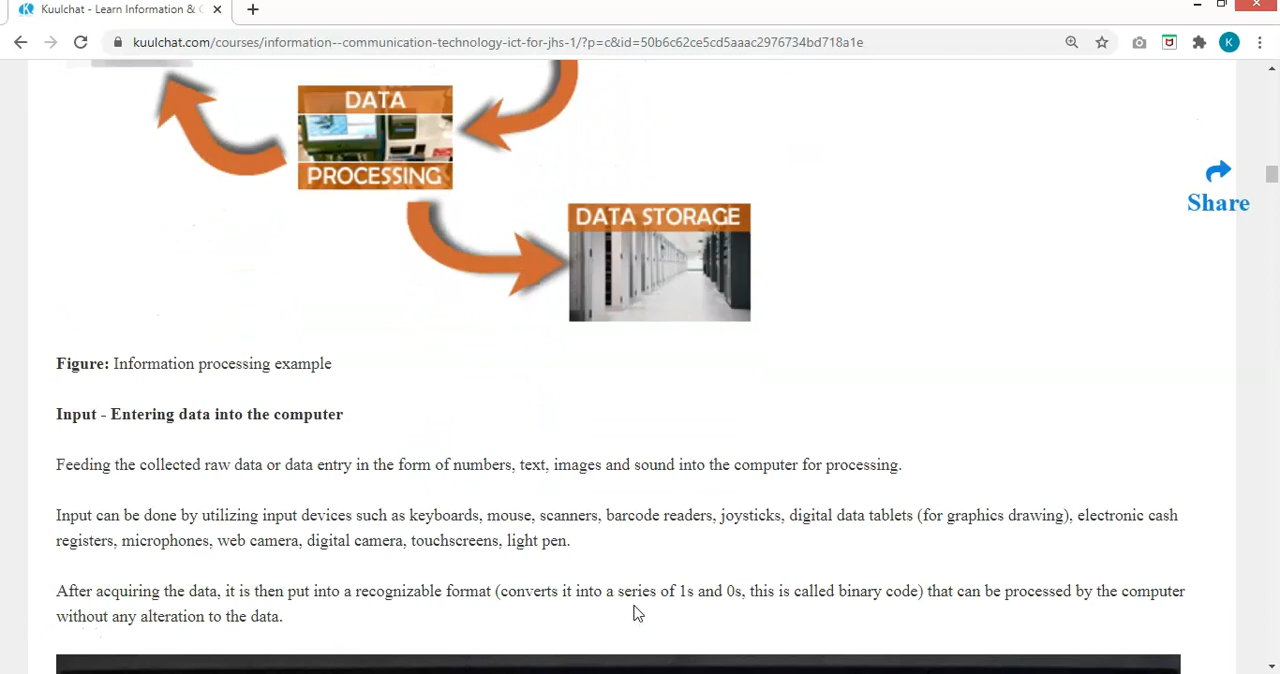 Kuulchat - Learn Information & C
kuulchat.com/courses/information--communication-technology-ict-for-jhs-1/?p=c&id=50b6c62ce5cd5aaac2976734bd718a1e
K
DATA
PROCESSING
Share
DATA STORAGE
Figure: Information processing example
Input - Entering data into the computer
Feeding the collected raw data or data entry in the form of numbers, text, images and sound into the computer for processing.
Input can be done by utilizing input devices such as keyboards, mouse, scanners, barcode readers, joysticks, digital data tablets (for graphics drawing), electronic cash
registers, microphones, web camera, digital camera, touchscreens, light pen.
After acquiring the data, it is then put into a recognizable format (converts it into a series of 1s and 0s, this is called binary code) that can be processed by the computer
without any alteration to the data.